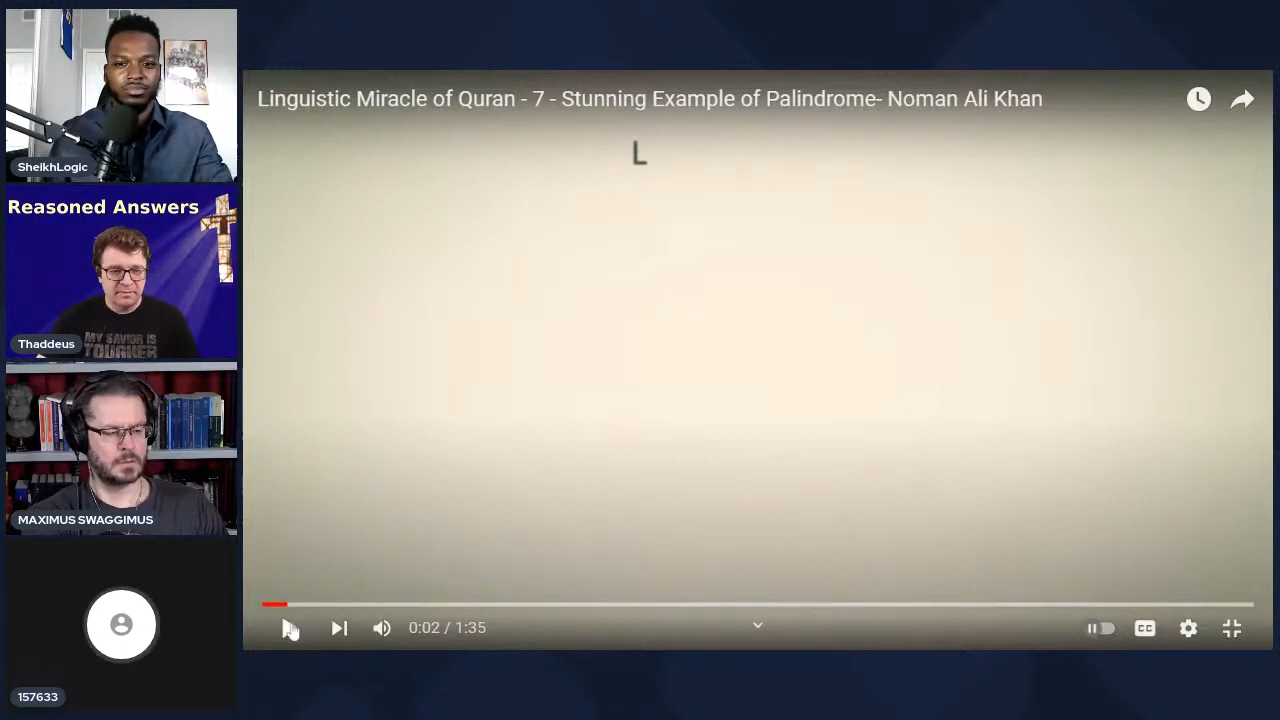 SheikhLogic
Reasoned Answers
MY SAVIOR IS
TOUGHER
Thaddeus
MAXIMUS SWAGGIMUS
157633
Linguistic Miracle of Quran - 7 - Stunning Example of Palindrome- Noman Ali Khan
L
0:02 / 1:35
CC